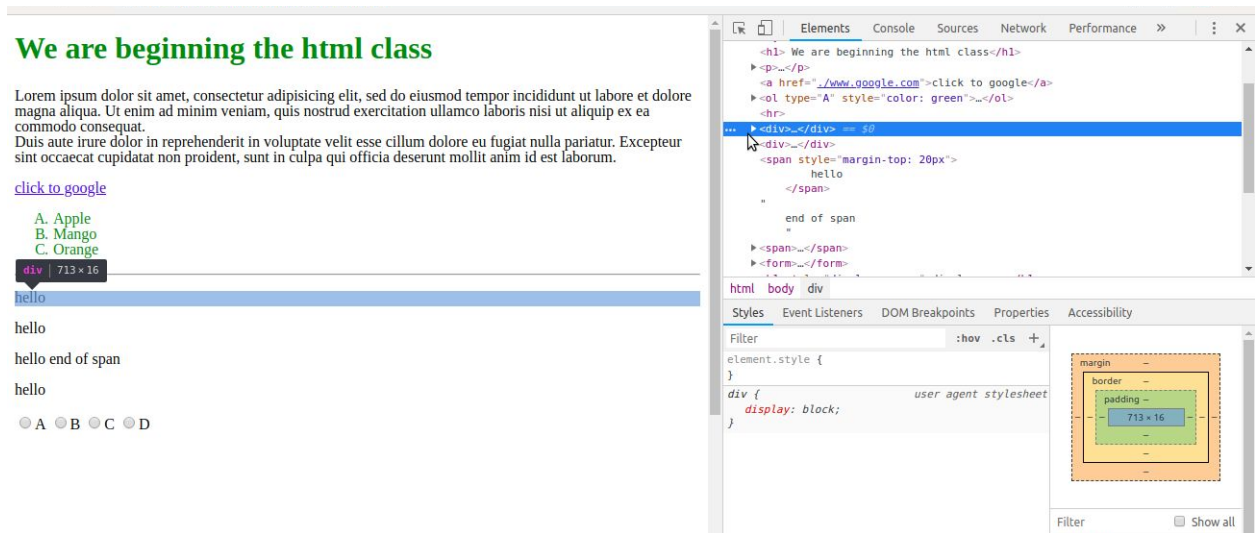 We are beginning the html class
Lorem ipsum dolor sit amet, consectetur adipisicing elit, sed do eiusmod tempor incididunt ut labore et dolore
magna aliqua. Ut enim ad minim veniam, quis nostrud exercitation ullamco laboris nisi ut aliquip ex ea
commodo consequat.
Duis aute irure dolor in reprehenderit in voluptate velit esse cillum dolore eu fugiat nulla pariatur. Excepteur
sint occaecat cupidatat non proident, sunt in culpa qui officia deserunt mollit anim id est laborum.
click to google
A. Apple
B. Mango
C. Orange
div | 713 × 16
hello
hello
hello end of span
hello
A B C D
Elements Console Sources Network Performance »
<h1> We are beginning the html class</h1>
<p>…</p>
<a href="./www.google.com">click to google</a>
<ol type="A" style="color: green">…</ol>
<hr>
<div>…</div> == $0
<div>…</div>
<span style="margin-top: 20px">
hello
</span>
"
end of span
"
<span>…</span>
<form>…</form>
html body div
Styles Event Listeners DOM Breakpoints Properties Accessibility
Filter :hov .cls +
element.style {
}
div { user agent stylesheet
display: block;
}
margin –
border –
padding –
– – – 713 × 16 – – –
–
–
–
Filter Show all